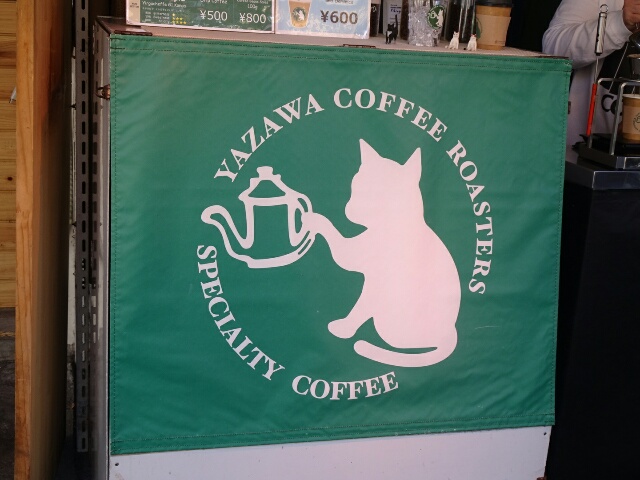 ¥500 ¥800
¥600
YAZAWA COFFEE ROASTERS
SPECIALTY COFFEE